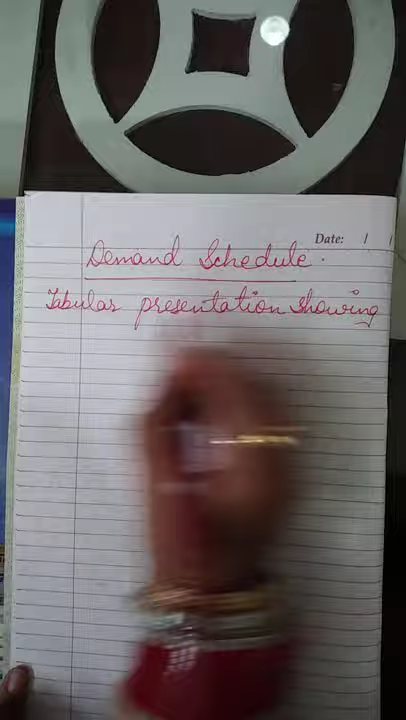 Date: / /
Demand Schedule.
Tabular presentation showing